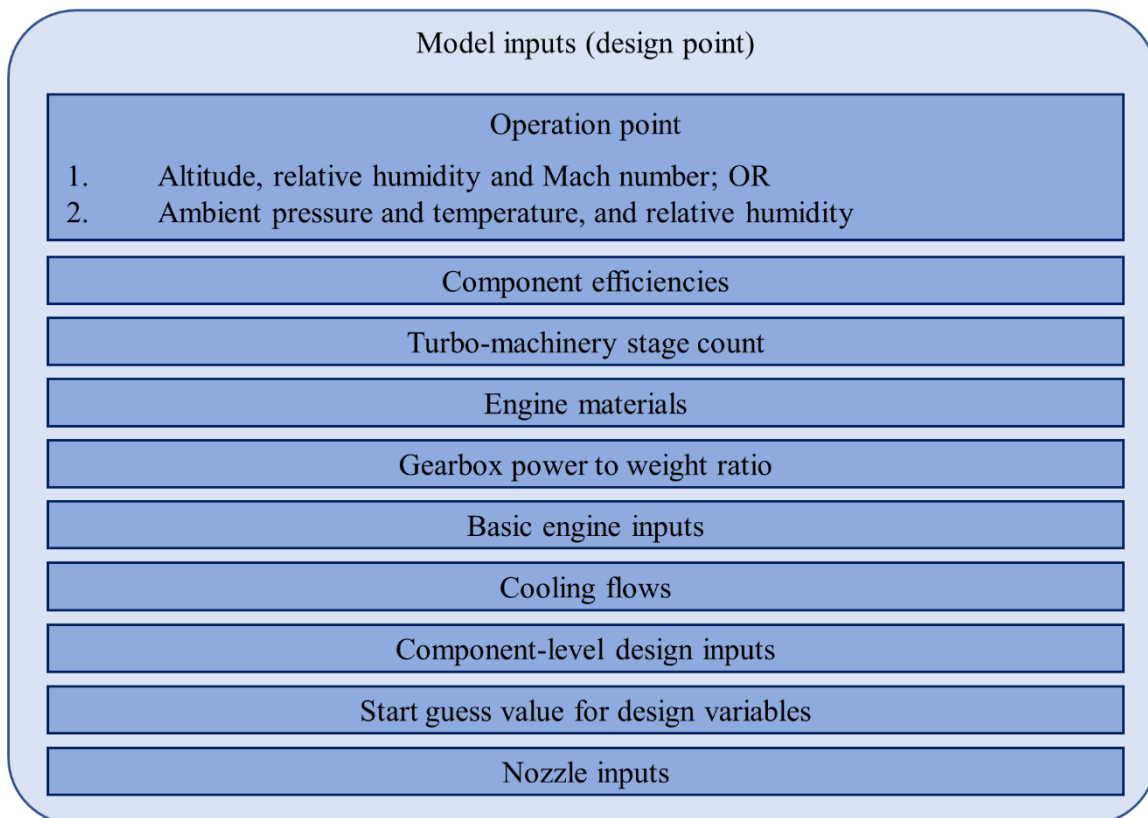 Model inputs (design point)
Operation point
1. Altitude, relative humidity and Mach number; OR
2. Ambient pressure and temperature, and relative humidity
Component efficiencies
Turbo-machinery stage count
Engine materials
Gearbox power to weight ratio
Basic engine inputs
Cooling flows
Component-level design inputs
Start guess value for design variables
Nozzle inputs